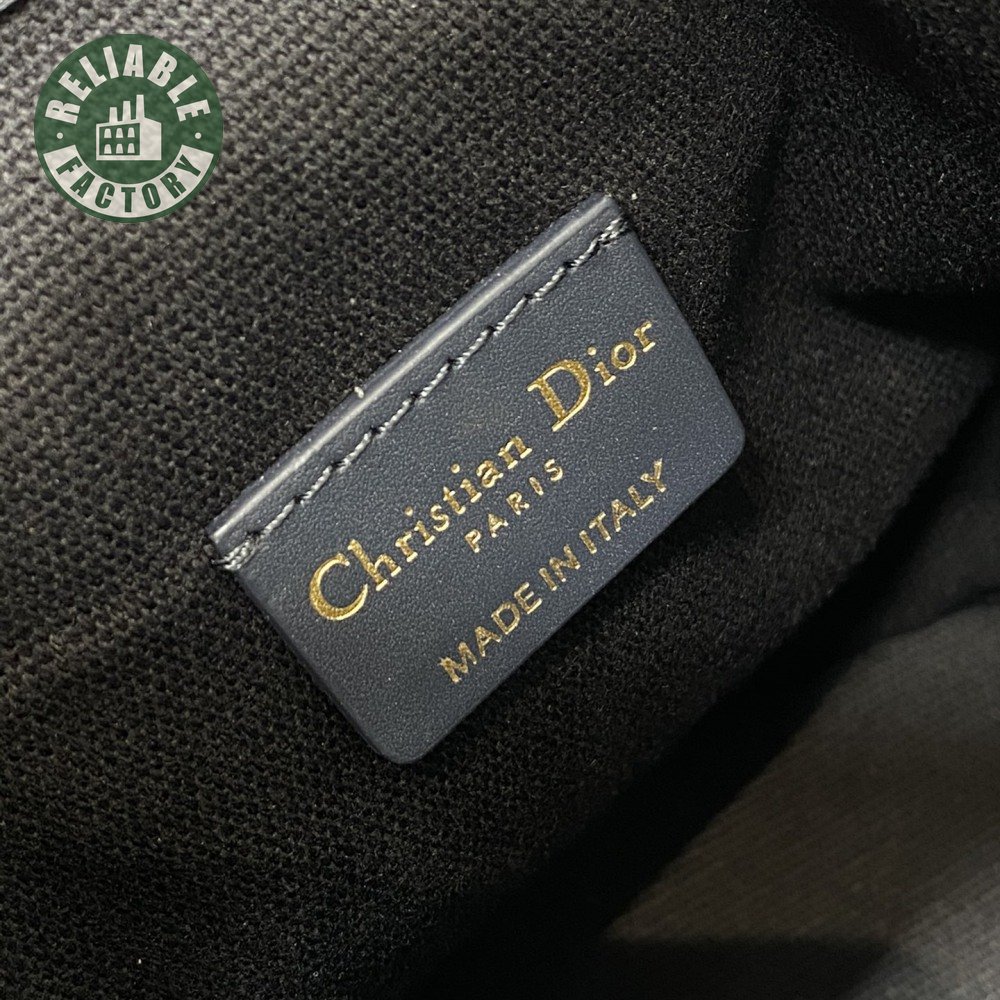 RELIABLE
FACTORY
Christian Dior
PARIS
MADE IN ITALY